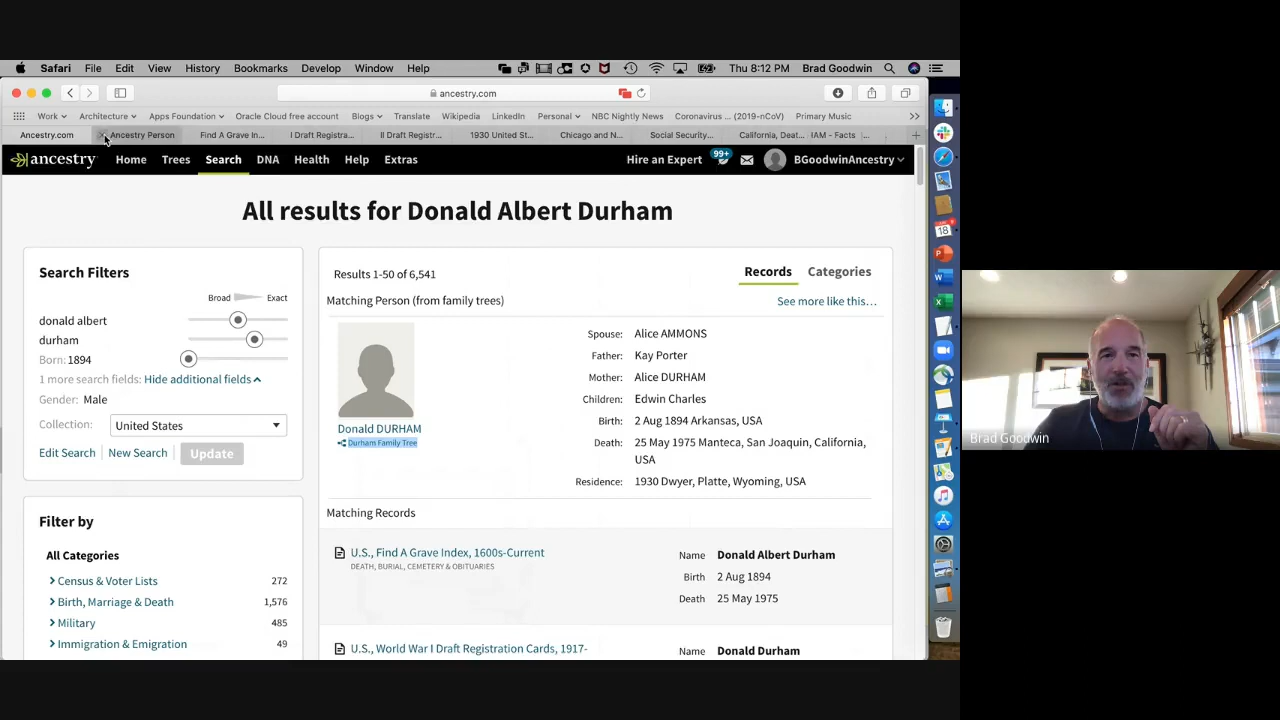 Safari File Edit View History Bookmarks Develop Window Help Thu 8:12 PM Brad Goodwin
ancestry.com
Work Architecture Apps Foundation Oracle Cloud free account Blogs Translate Wikipedia LinkedIn Personal NBC Nightly News Coronavirus ... (2019-nCoV) Primary Music
Ancestry.com Ancestry Person Find A Grave In... I Draft Registra... II Draft Registr... 1930 United St... Chicago and N... Social Security... California, Deat... IAM - Facts
ancestry Home Trees Search DNA Health Help Extras Hire an Expert 99+ BGoodwinAncestry
All results for Donald Albert Durham
Search Filters
Broad Exact
donald albert
durham
Born: 1894
1 more search fields: Hide additional fields
Gender: Male
Collection: United States
Edit Search New Search Update
Filter by
All Categories
Census & Voter Lists 272
Birth, Marriage & Death 1,576
Military 485
Immigration & Emigration 49
Results 1-50 of 6,541 Records Categories
Matching Person (from family trees) See more like this…
Donald DURHAM
Durham Family Tree
Spouse: Alice AMMONS
Father: Kay Porter
Mother: Alice DURHAM
Children: Edwin Charles
Birth: 2 Aug 1894 Arkansas, USA
Death: 25 May 1975 Manteca, San Joaquin, California,
USA
Residence: 1930 Dwyer, Platte, Wyoming, USA
Matching Records
U.S., Find A Grave Index, 1600s-Current
DEATH, BURIAL, CEMETERY & OBITUARIES
Name Donald Albert Durham
Birth 2 Aug 1894
Death 25 May 1975
U.S., World War I Draft Registration Cards, 1917-
Name Donald Durham
18
Brad Goodwin